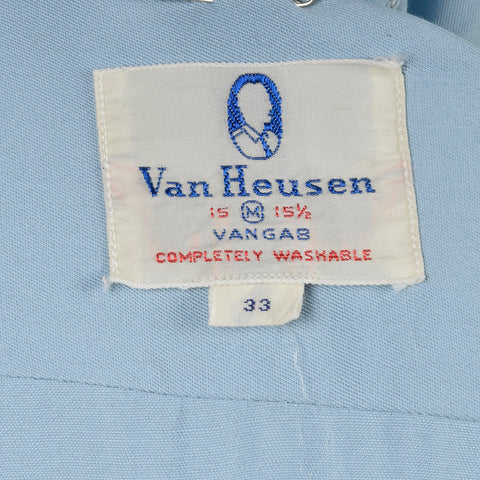 Van Heusen
15 M 15½
VANGAB
COMPLETELY WASHABLE
33